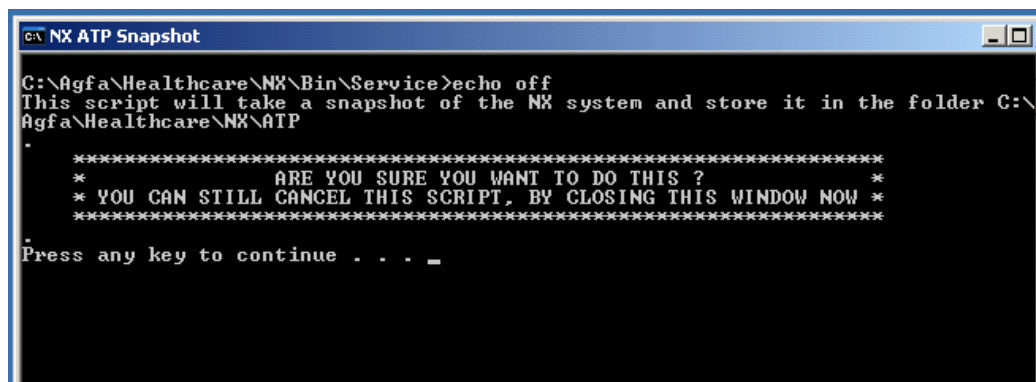 NX ATP Snapshot
C:\Agfa\Healthcare\NX\Bin\Service>echo off
This script will take a snapshot of the NX system and store it in the folder C:\
Agfa\Healthcare\NX\ATP
.
****************************************************************
* ARE YOU SURE YOU WANT TO DO THIS ? *
* YOU CAN STILL CANCEL THIS SCRIPT, BY CLOSING THIS WINDOW NOW *
****************************************************************
.
Press any key to continue . . . _